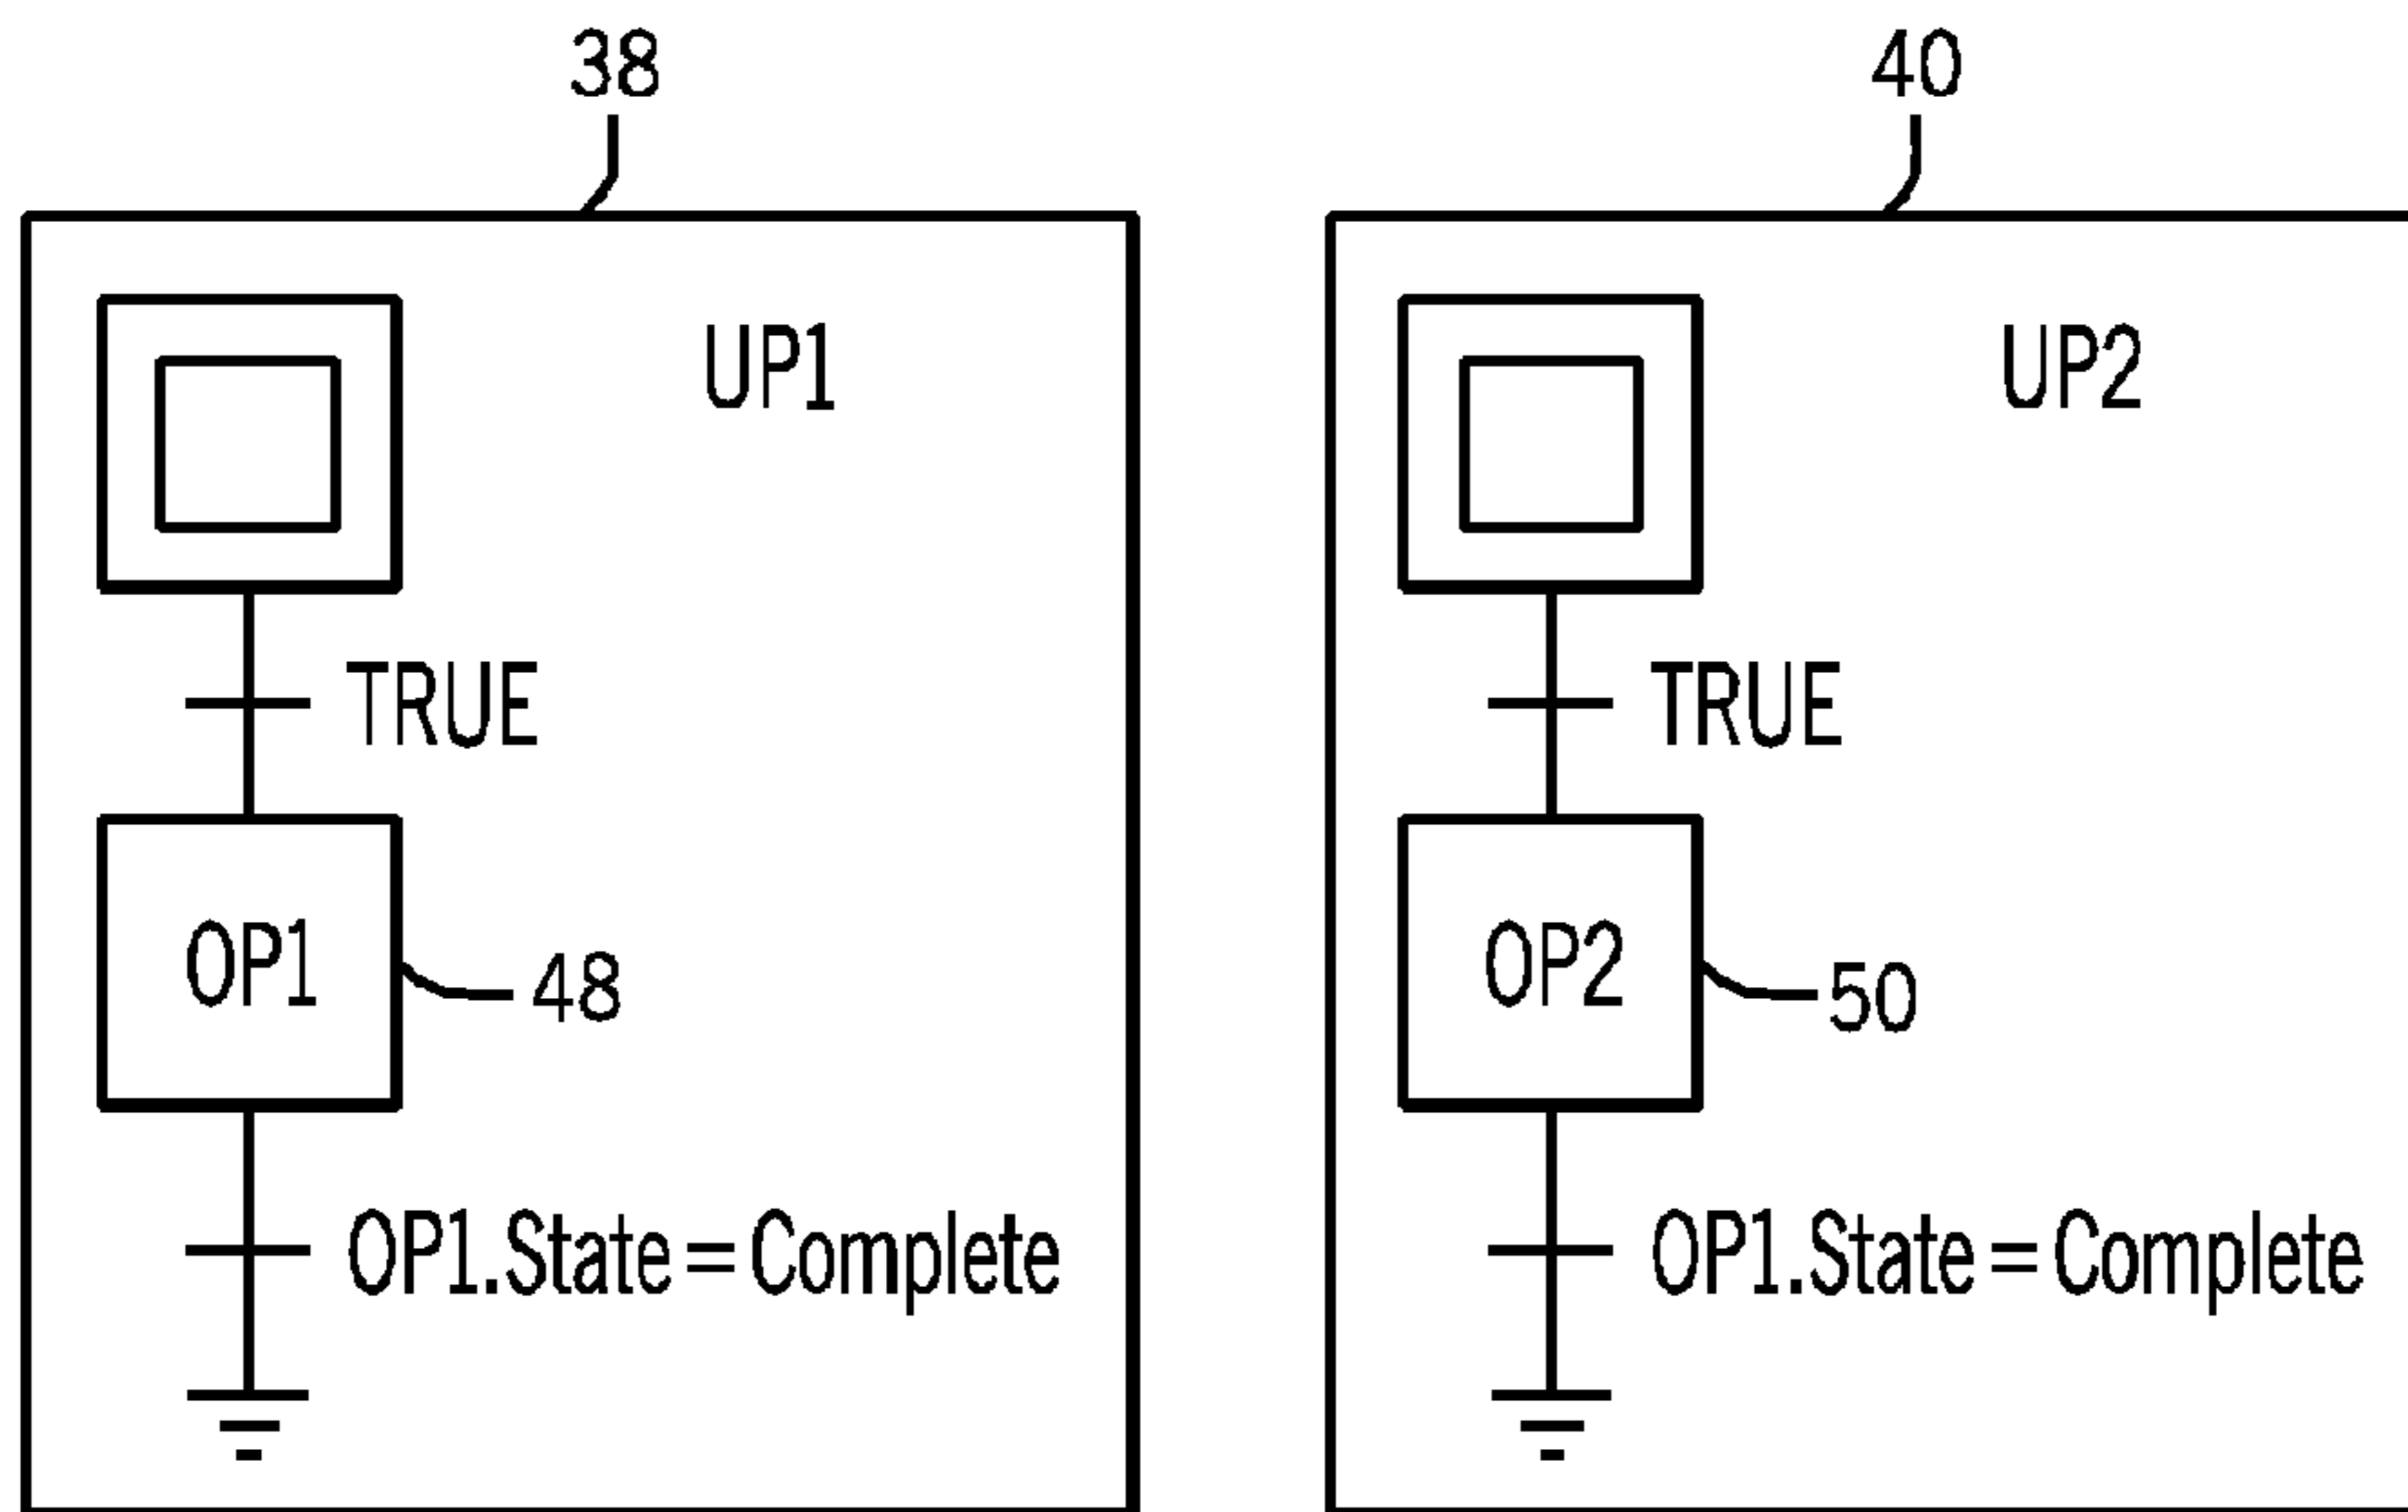 38
40
UP1
UP2
TRUE
TRUE
OP1
48
OP2
50
OP1.State=Complete
OP1.State=Complete